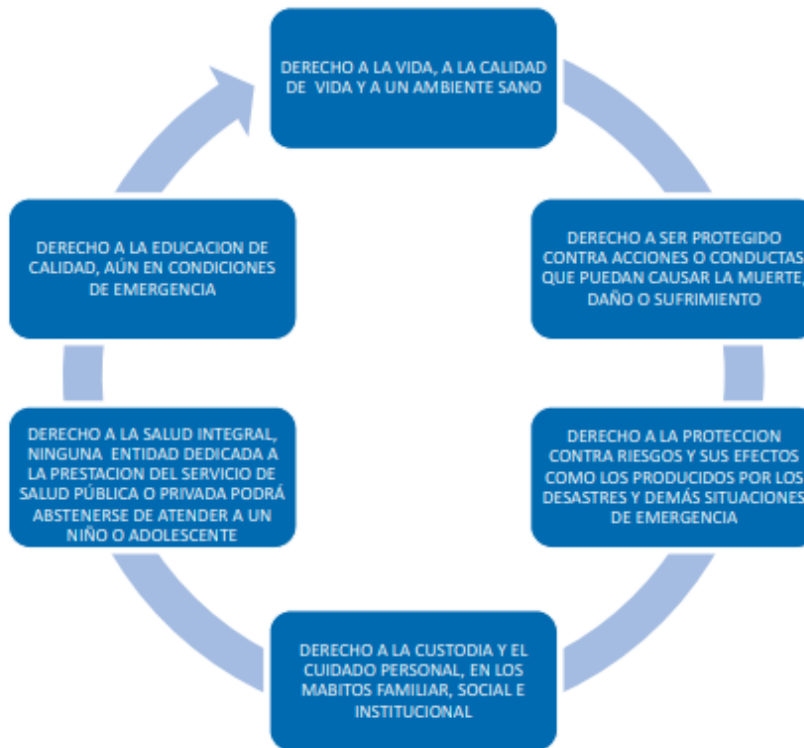 DERECHO A LA VIDA, A LA CALIDAD
DE VIDA Y A UN AMBIENTE SANO
DERECHO A SER PROTEGIDO
CONTRA ACCIONES O CONDUCTAS
QUE PUEDAN CAUSAR LA MUERTE,
DAÑO O SUFRIMIENTO
DERECHO A LA PROTECCION
CONTRA RIESGOS Y SUS EFECTOS
COMO LOS PRODUCIDOS POR LOS
DESASTRES Y DEMÁS SITUACIONES
DE EMERGENCIA
DERECHO A LA CUSTODIA Y EL
CUIDADO PERSONAL, EN LOS
MABITOS FAMILIAR, SOCIAL E
INSTITUCIONAL
DERECHO A LA SALUD INTEGRAL,
NINGUNA ENTIDAD DEDICADA A
LA PRESTACION DEL SERVICIO DE
SALUD PÚBLICA O PRIVADA PODRÁ
ABSTENERSE DE ATENDER A UN
NIÑO O ADOLESCENTE
DERECHO A LA EDUCACION DE
CALIDAD, AÚN EN CONDICIONES
DE EMERGENCIA